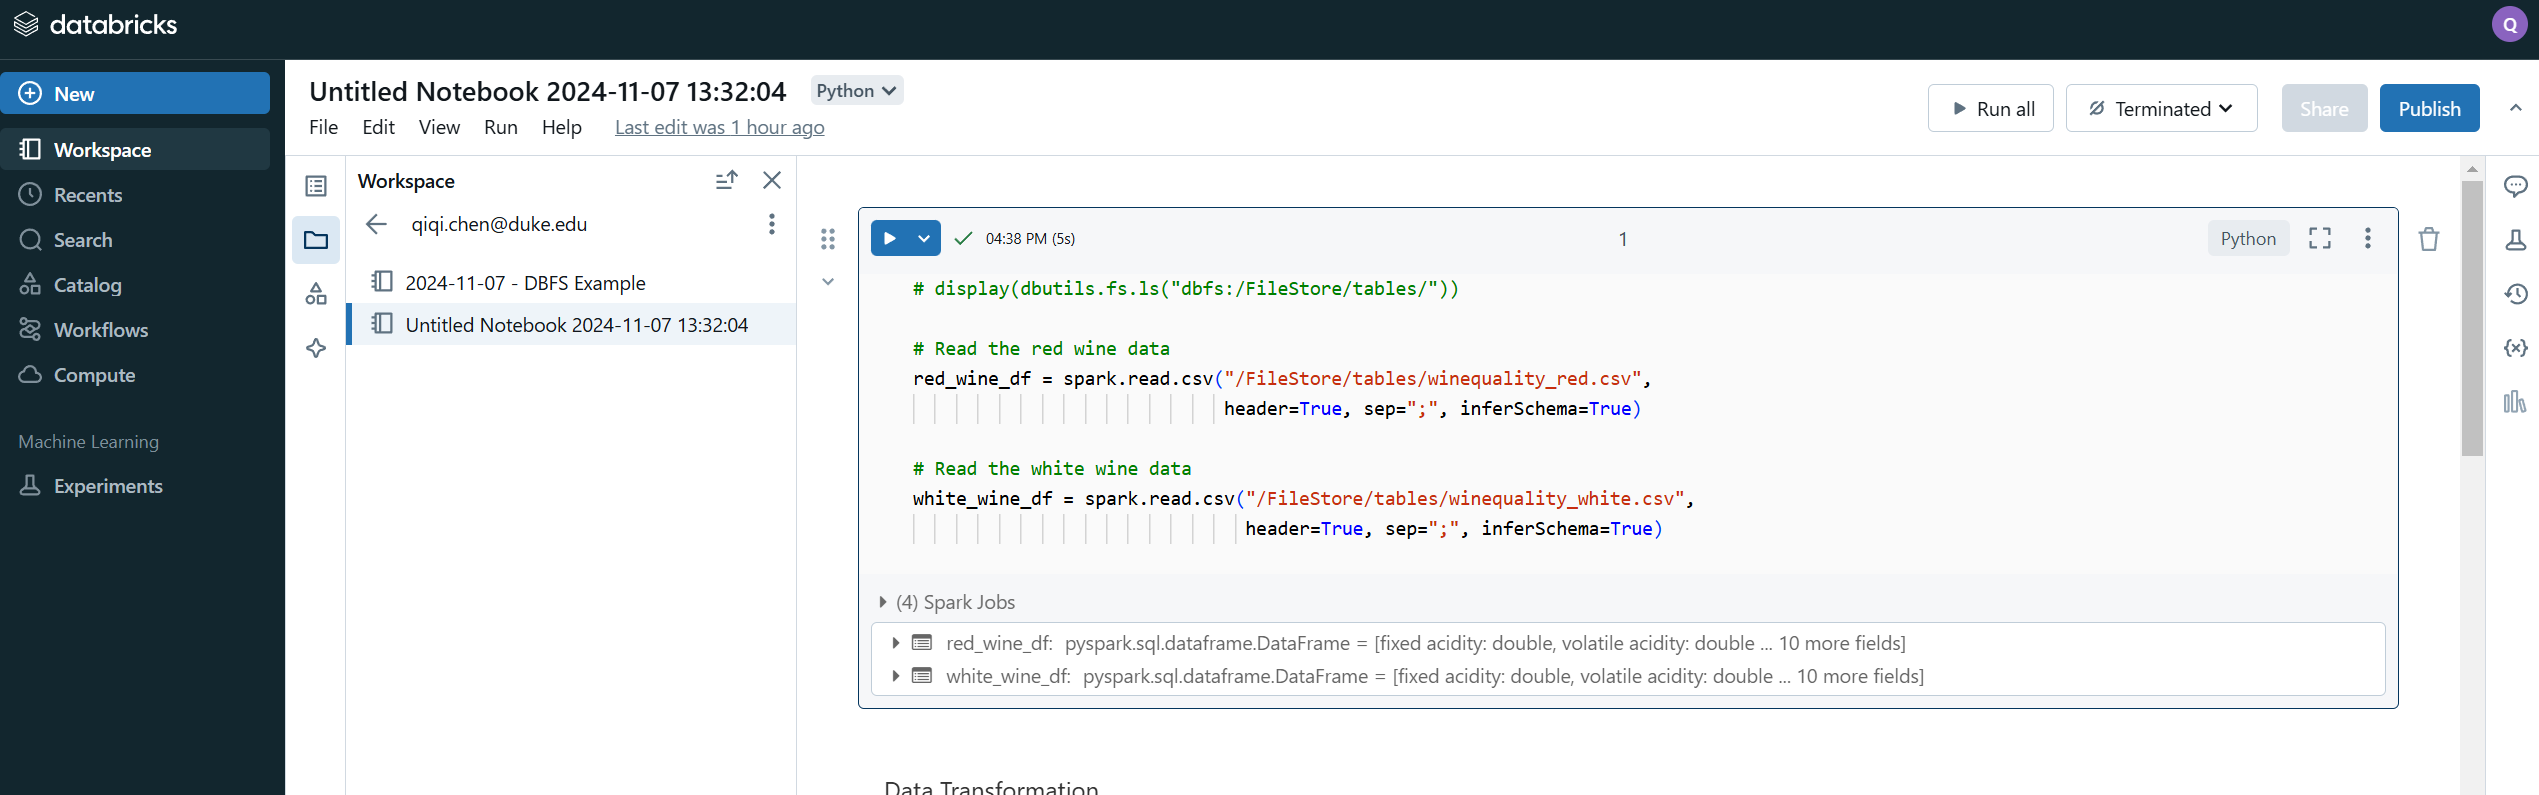 databricks
Q
New
Workspace
Recents
Search
Catalog
Workflows
Compute
Machine Learning
Experiments
Untitled Notebook 2024-11-07 13:32:04
Python
File Edit View Run Help Last edit was 1 hour ago
Run all
Terminated
Share
Publish
Workspace
qiqi.chen@duke.edu
2024-11-07 - DBFS Example
Untitled Notebook 2024-11-07 13:32:04
04:38 PM (5s)
1
Python
# display(dbutils.fs.ls("dbfs:/FileStore/tables/"))
# Read the red wine data
red_wine_df = spark.read.csv("/FileStore/tables/winequality_red.csv",
header=True, sep=";", inferSchema=True)
# Read the white wine data
white_wine_df = spark.read.csv("/FileStore/tables/winequality_white.csv",
header=True, sep=";", inferSchema=True)
(4) Spark Jobs
red_wine_df: pyspark.sql.dataframe.DataFrame = [fixed acidity: double, volatile acidity: double ... 10 more fields]
white_wine_df: pyspark.sql.dataframe.DataFrame = [fixed acidity: double, volatile acidity: double ... 10 more fields]
Data Transformation